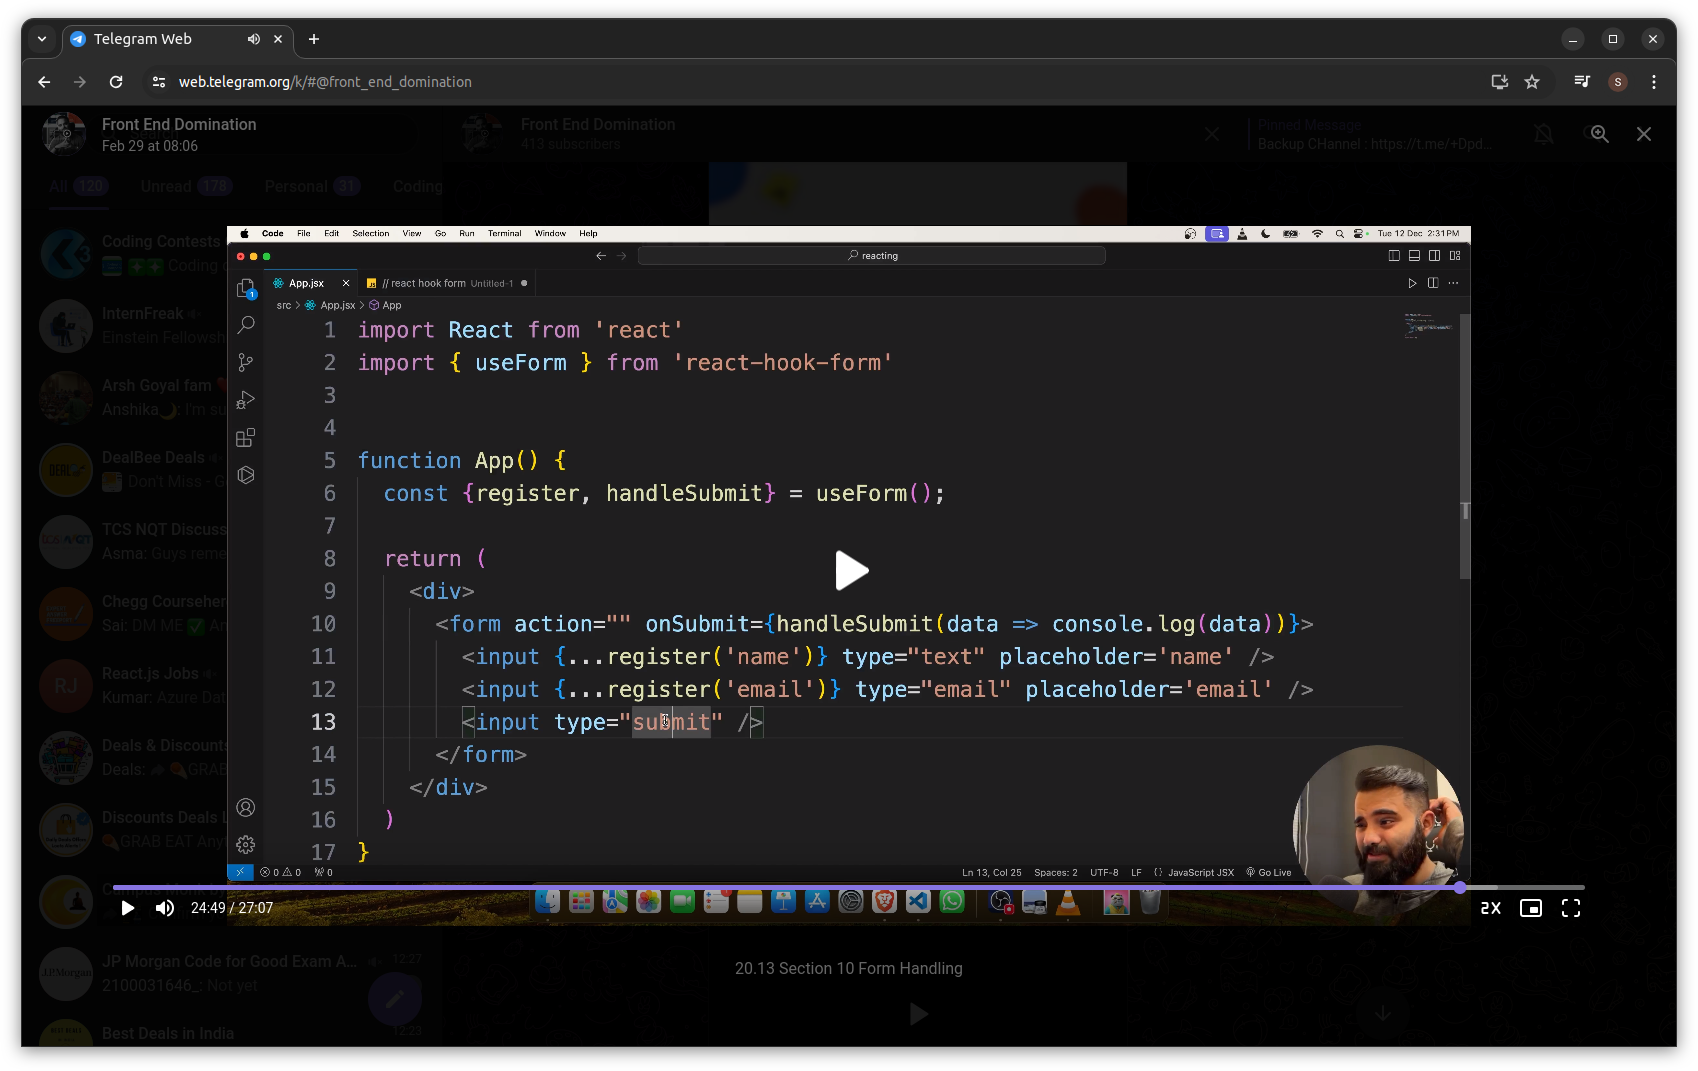 Telegram Web
web.telegram.org/k/#@front_end_domination
S
Front End Domination
Feb 29 at 08:06
Front End Domination
413 subscribers
Pinned Message
Backup CHannel : https://t.me/+Dpd...
All 120 Unread 178 Personal 31 Coding
Coding Contests
Coding
InternFreak
Einstein Fellowsh
Arsh Goyal fam
Anshika: I'm su
DealBee Deals
Don't Miss - G
TCS NQT Discuss
Asma: Guys reme
Chegg Courseher
Sai: DM ME
RJ
React.js Jobs
Kumar: Azure Dat
Deals & Discounts
Deals: GRAB
Discounts Deals L
GRAB EAT Any
J.P.Morgan
JP Morgan Code for Good Exam A... 12:27
2100031646_: Not yet
Best Deals in India 12:23
Code File Edit Selection View Go Run Terminal Window Help
Tue 12 Dec 2:31PM
reacting
App.jsx
// react hook form Untitled-1
src > App.jsx > App
1 import React from 'react'
2 import { useForm } from 'react-hook-form'
3
4
5 function App() {
6 const {register, handleSubmit} = useForm();
7
8 return (
9 <div>
10 <form action="" onSubmit={handleSubmit(data => console.log(data))}>
11 <input {...register('name')} type="text" placeholder='name' />
12 <input {...register('email')} type="email" placeholder='email' />
13 <input type="submit" />
14 </form>
15 </div>
16 )
17 }
0 0 0
Ln 13, Col 25 Spaces: 2 UTF-8 LF JavaScript JSX Go Live
24:49 / 27:07
2X
20.13 Section 10 Form Handling